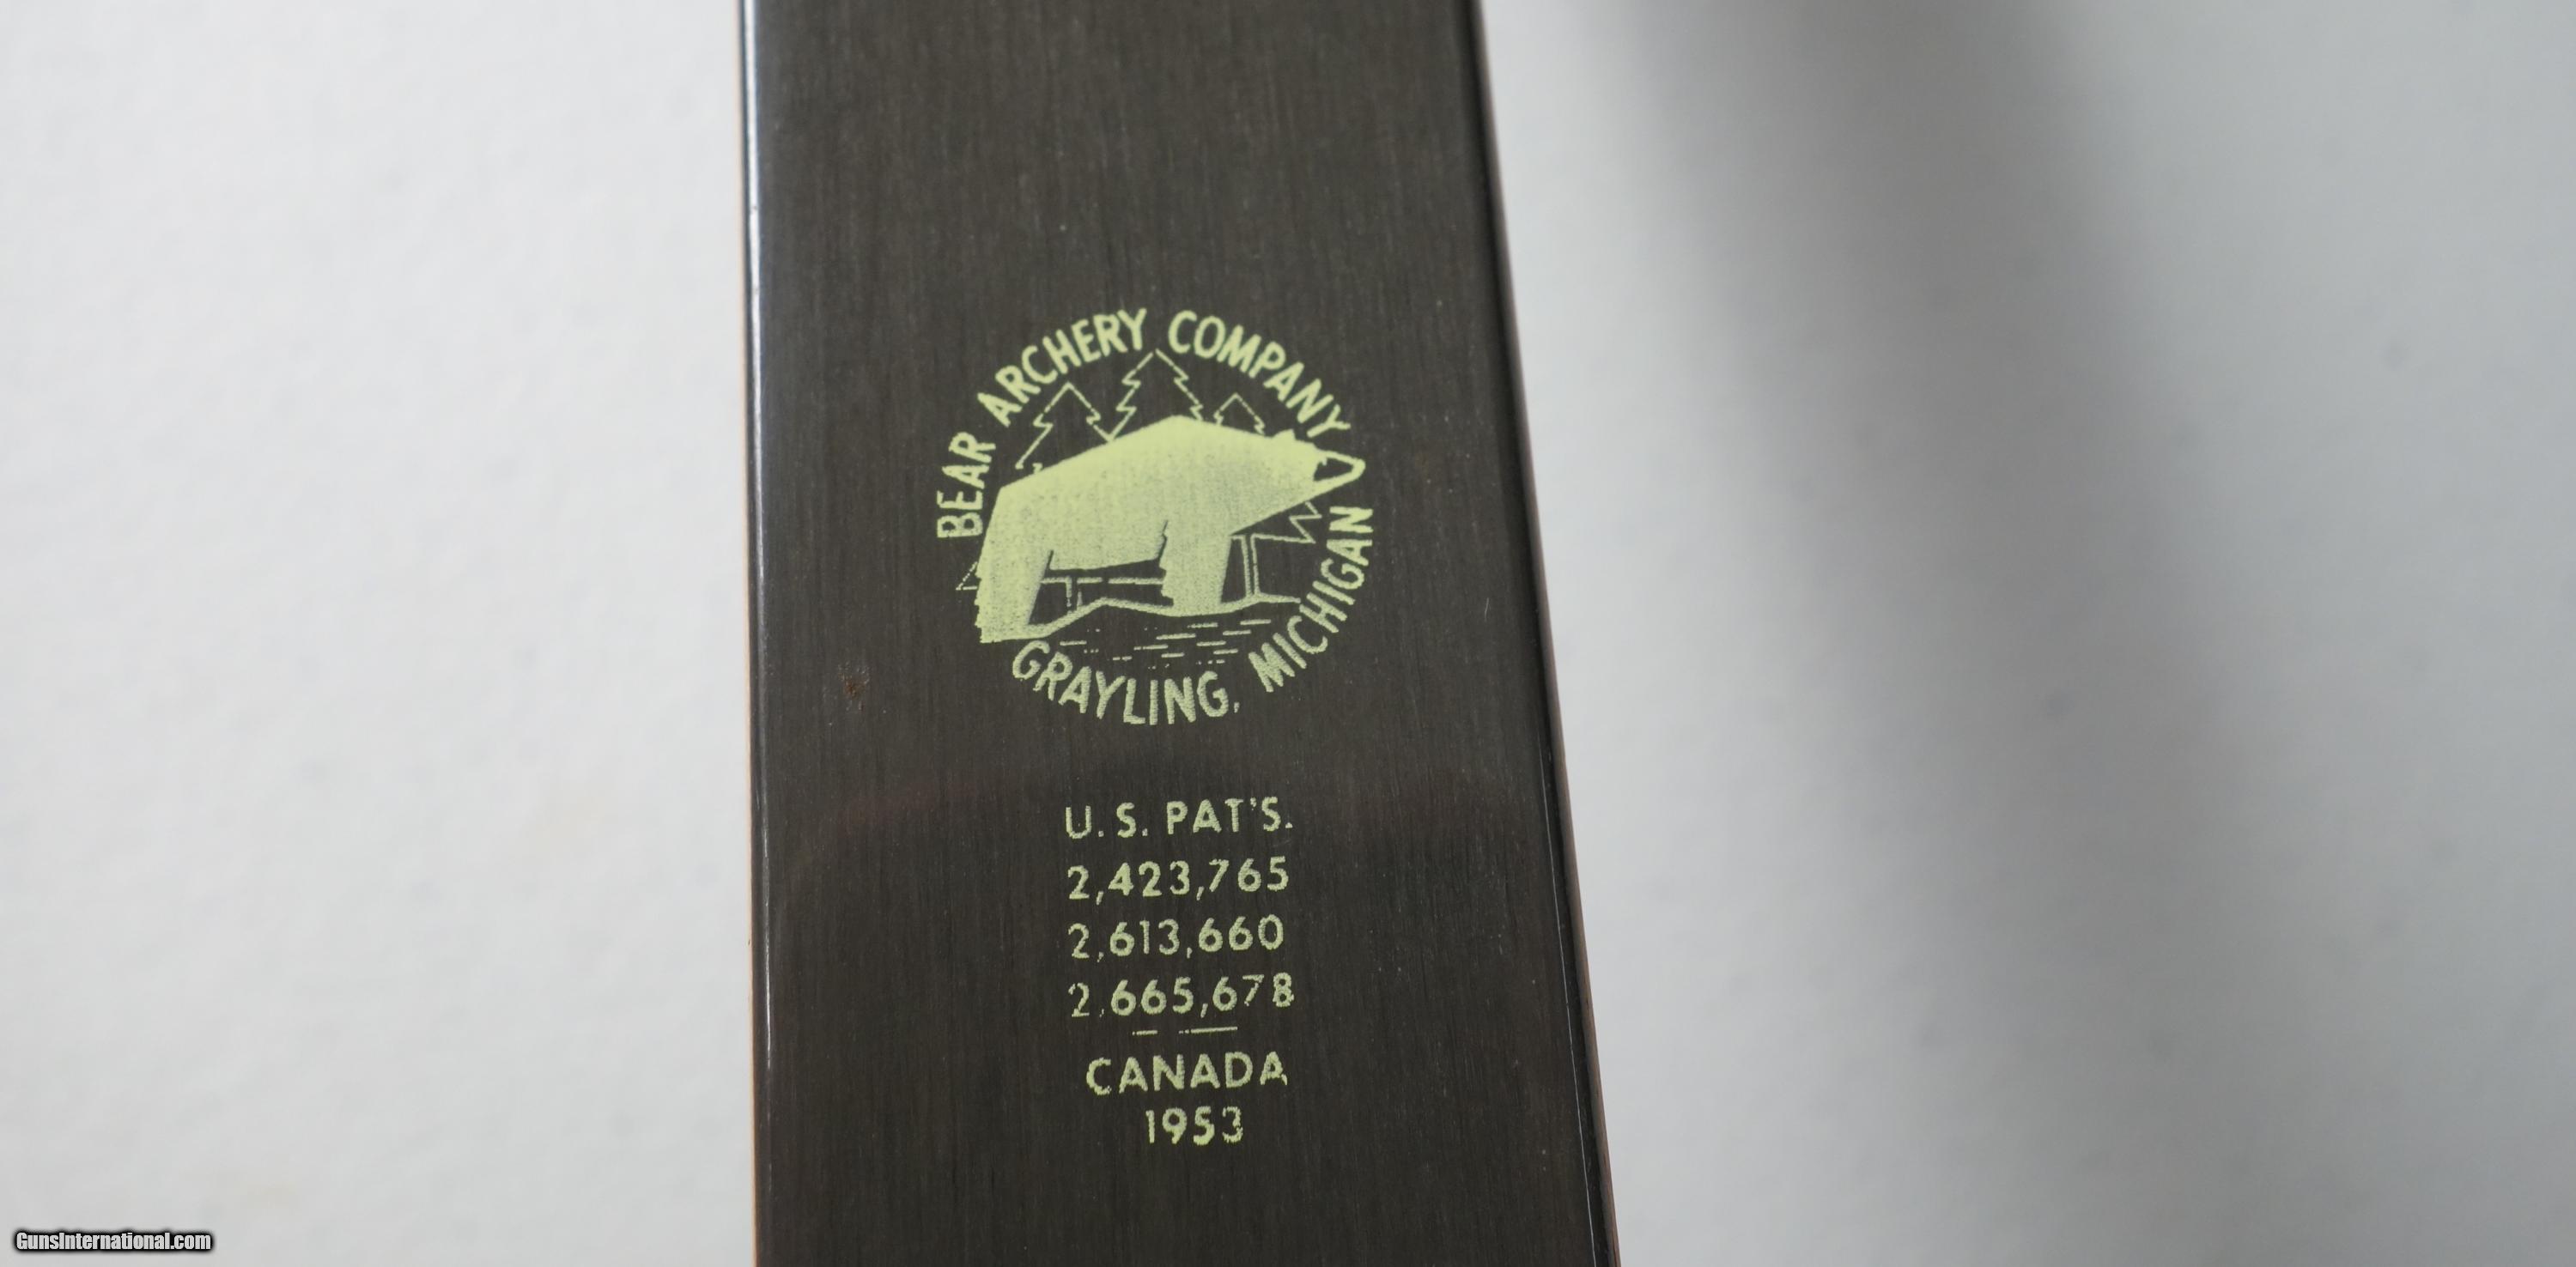 BEAR ARCHERY COMPANY
GRAYLING, MICHIGAN
U.S. PAT'S.
2,423,765
2,613,660
2,665,678
CANADA
1953
GunsInternational.com